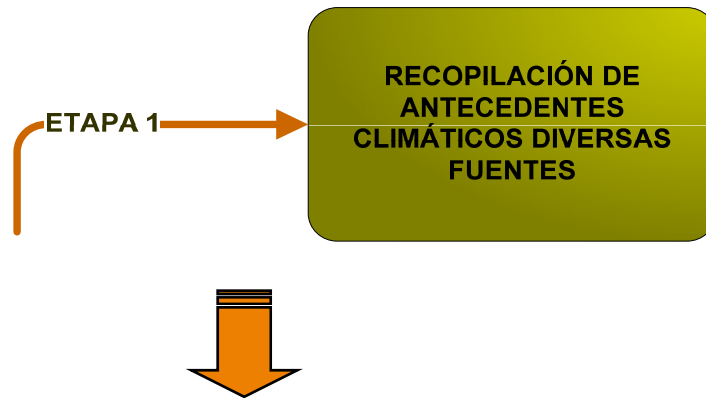 ETAPA 1
RECOPILACIÓN DE
ANTECEDENTES
CLIMÁTICOS DIVERSAS
FUENTES